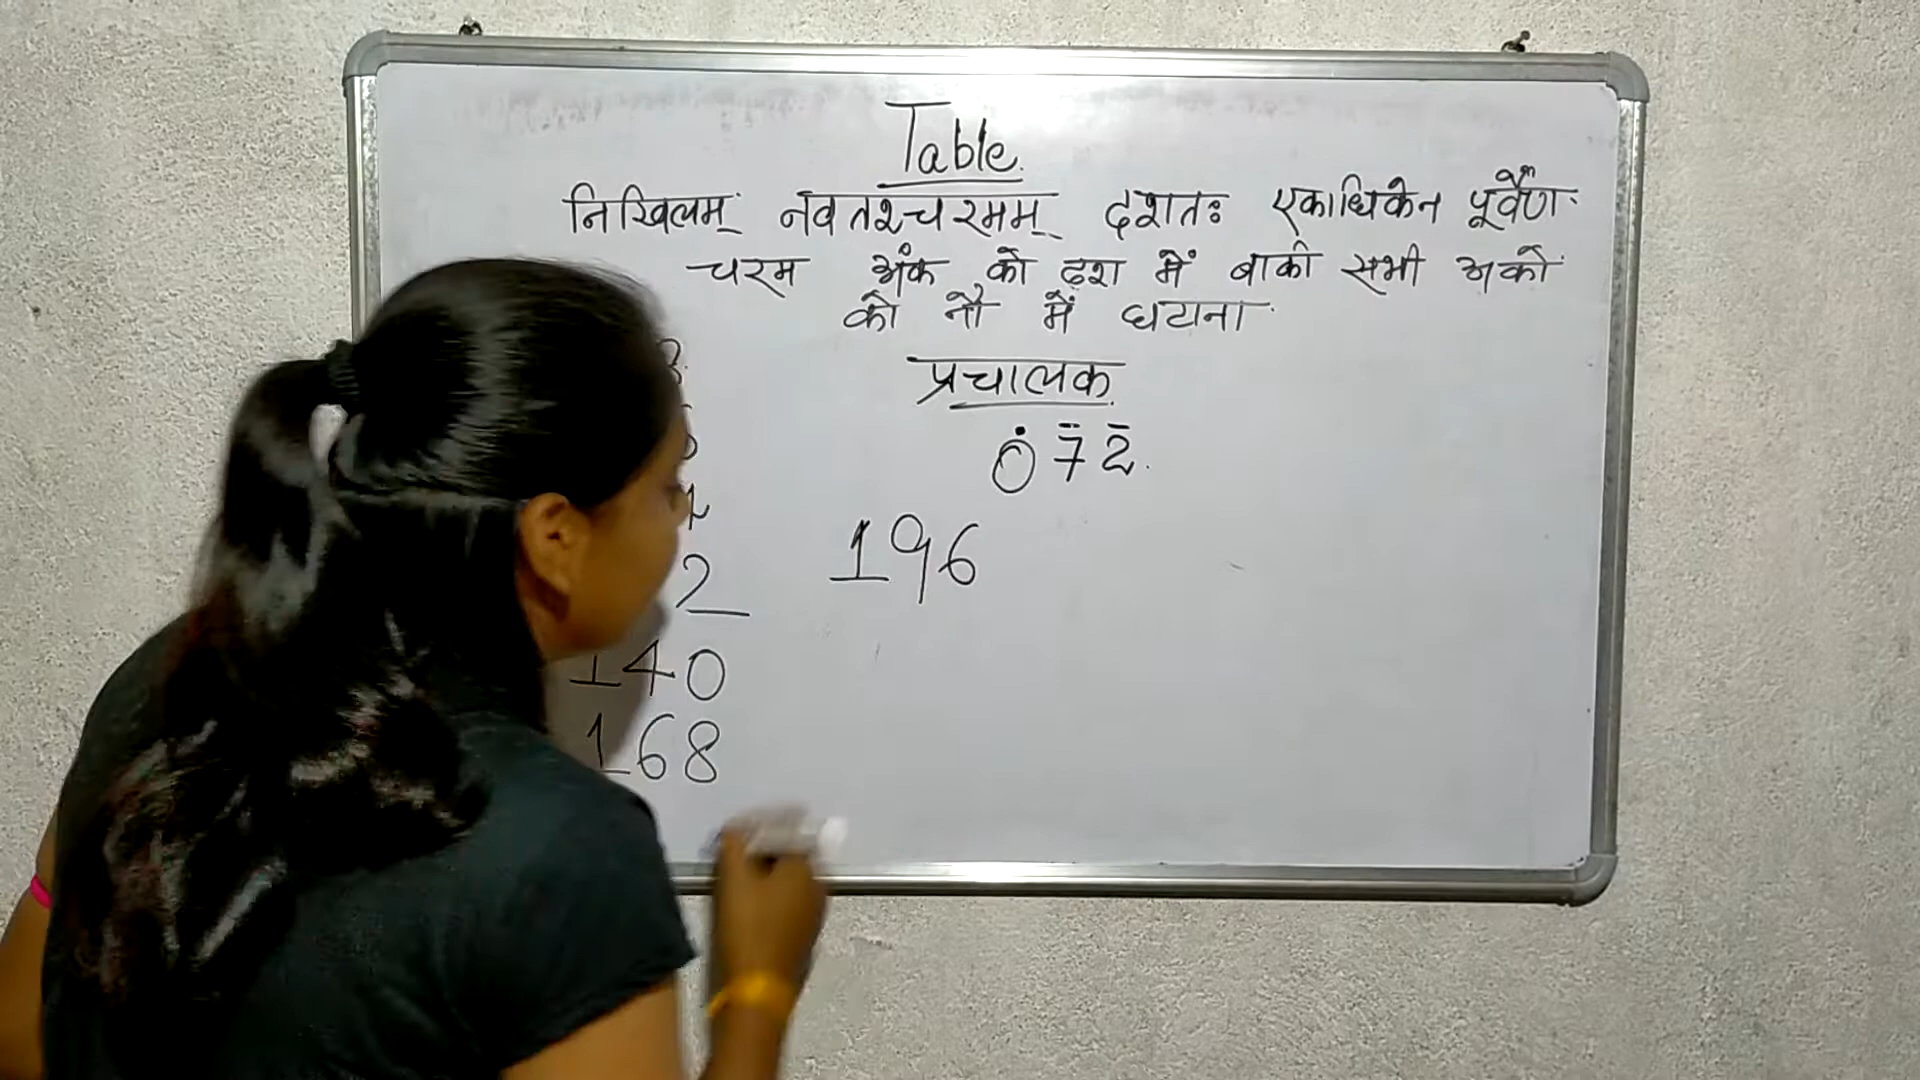 Table.
निखिलम् नवतश्चरमम् दशतः एकाधिकेन पूर्वेण
चरम अंक को दश में बाकी सभी अको
को नौ में घटाना
प्रचालक
0̇ 7̄ 2̄
196
2
140
168